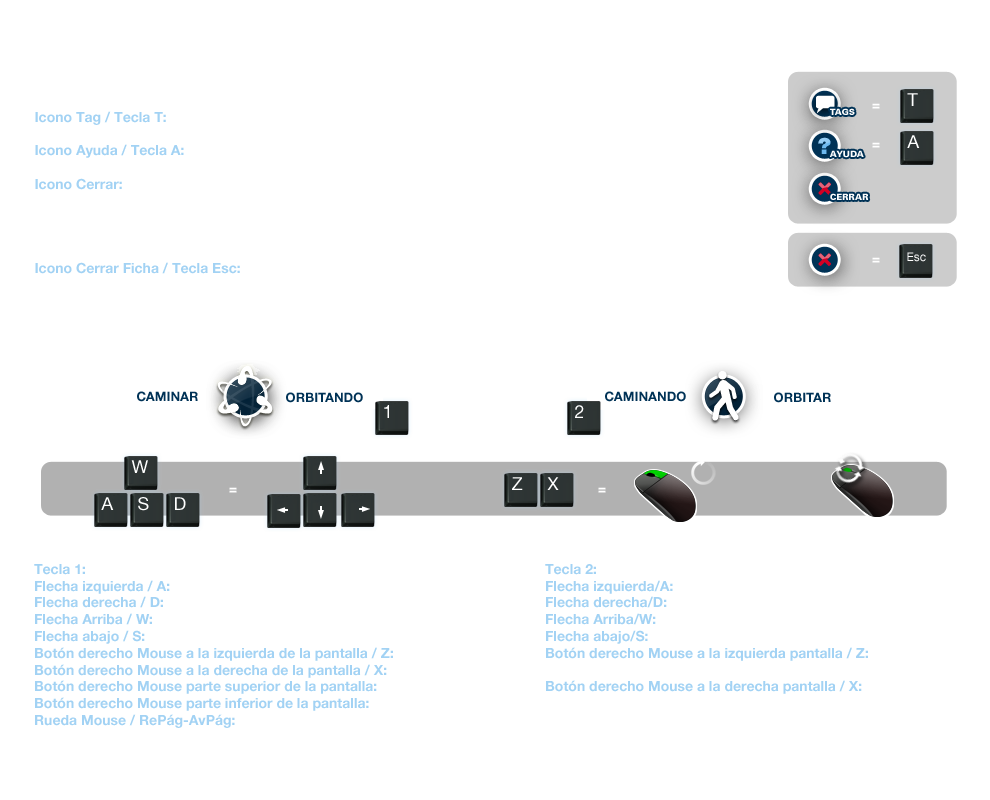 Icono Tag / Tecla T:
TAGS = T
Icono Ayuda / Tecla A:
AYUDA = A
Icono Cerrar:
CERRAR
Icono Cerrar Ficha / Tecla Esc:
= Esc
CAMINAR ORBITANDO 1
2 CAMINANDO ORBITAR
W
A S D =
Z X =
Tecla 1:
Flecha izquierda / A:
Flecha derecha / D:
Flecha Arriba / W:
Flecha abajo / S:
Botón derecho Mouse a la izquierda de la pantalla / Z:
Botón derecho Mouse a la derecha de la pantalla / X:
Botón derecho Mouse parte superior de la pantalla:
Botón derecho Mouse parte inferior de la pantalla:
Rueda Mouse / RePág-AvPág:
Tecla 2:
Flecha izquierda/A:
Flecha derecha/D:
Flecha Arriba/W:
Flecha abajo/S:
Botón derecho Mouse a la izquierda pantalla / Z:
Botón derecho Mouse a la derecha pantalla / X: